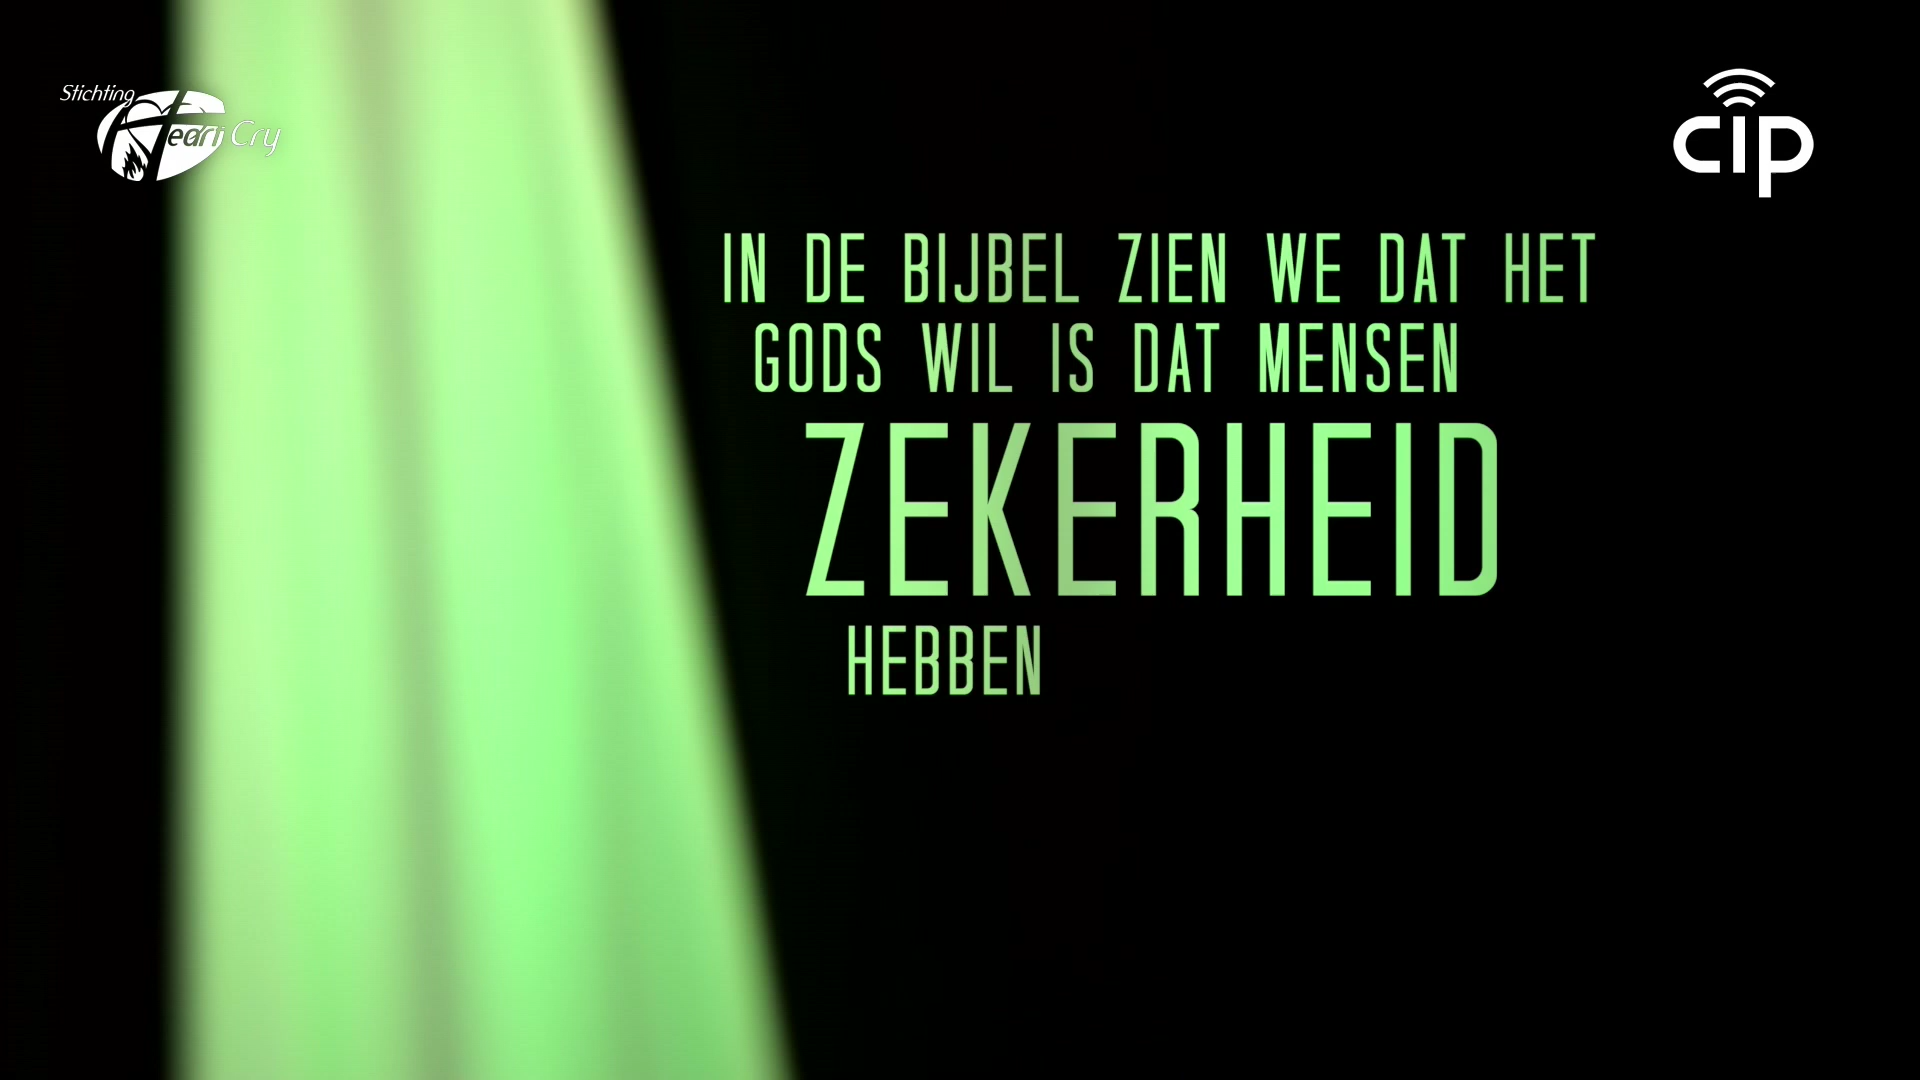 Stichting
Heart Cry
cip
IN DE BIJBEL ZIEN WE DAT HET
GODS WIL IS DAT MENSEN
ZEKERHEID
HEBBEN